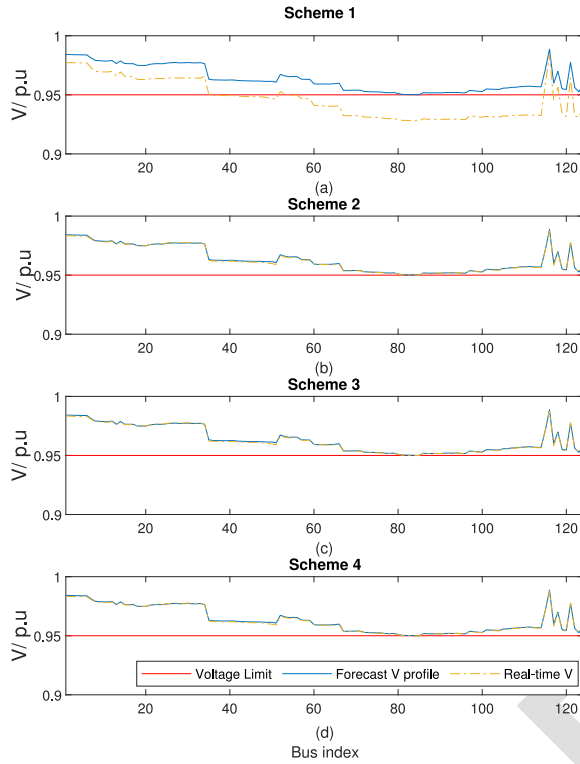 Scheme 1
1
0.95
0.9
V/ p.u
20 40 60 80 100 120
(a)
Scheme 2
1
0.95
0.9
V/ p.u
20 40 60 80 100 120
(b)
Scheme 3
1
0.95
0.9
V/ p.u
20 40 60 80 100 120
(c)
Scheme 4
1
0.95
0.9
V/ p.u
Voltage Limit Forecast V profile Real-time V
20 40 60 80 100 120
(d)
Bus index